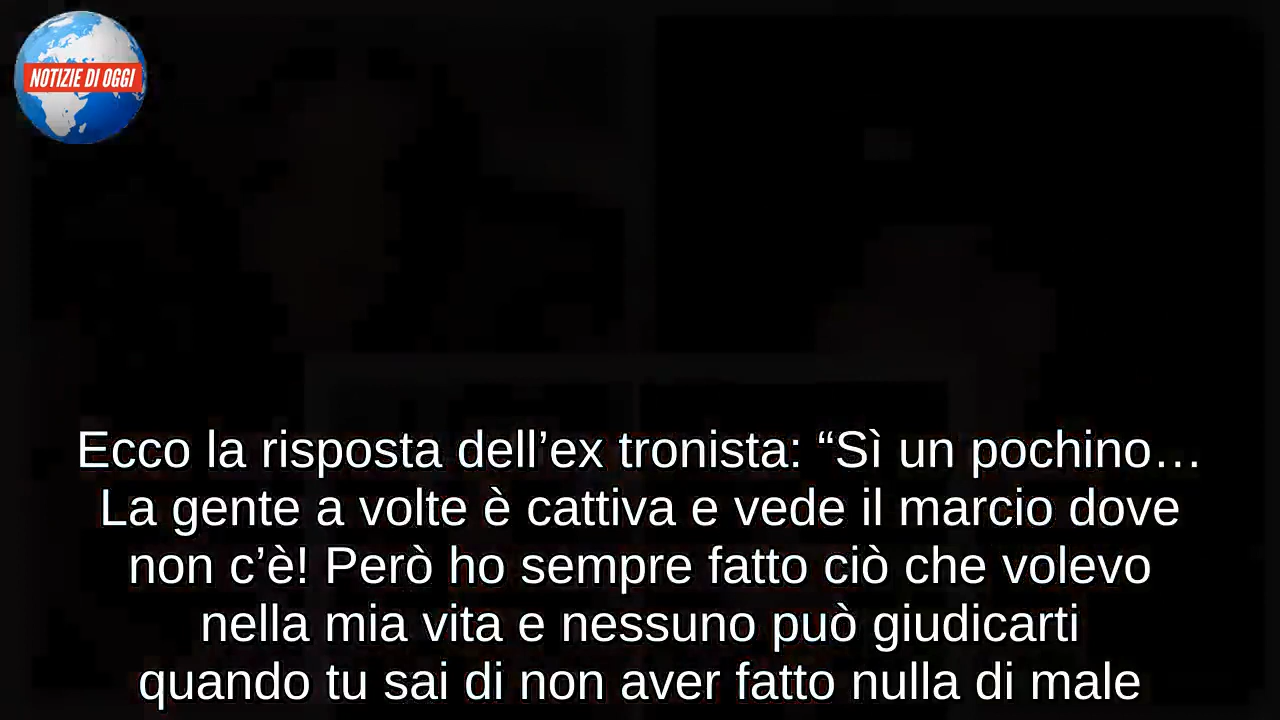 NOTIZIE DI OGGI
Ecco la risposta dell’ex tronista: “Sì un pochino…
La gente a volte è cattiva e vede il marcio dove
non c’è! Però ho sempre fatto ciò che volevo
nella mia vita e nessuno può giudicarti
quando tu sai di non aver fatto nulla di male